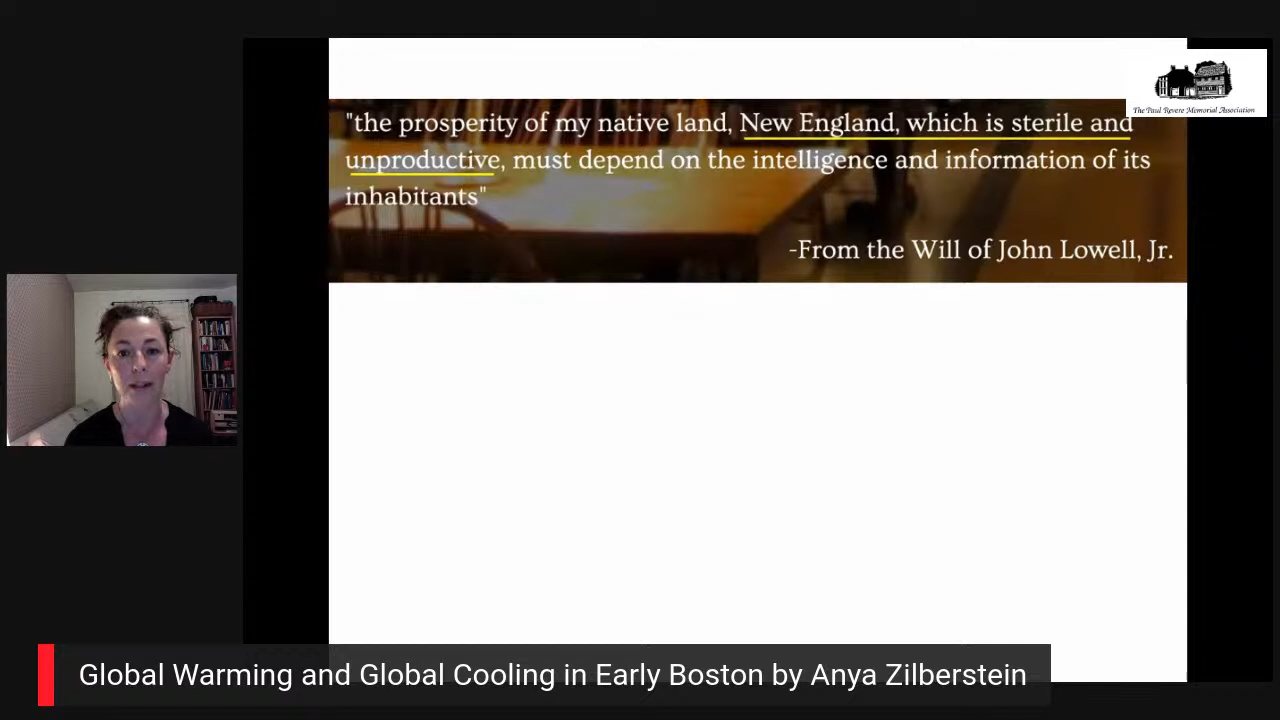 The Paul Revere Memorial Association
"the prosperity of my native land, New England, which is sterile and
unproductive, must depend on the intelligence and information of its
inhabitants"
-From the Will of John Lowell, Jr.
Global Warming and Global Cooling in Early Boston by Anya Zilberstein